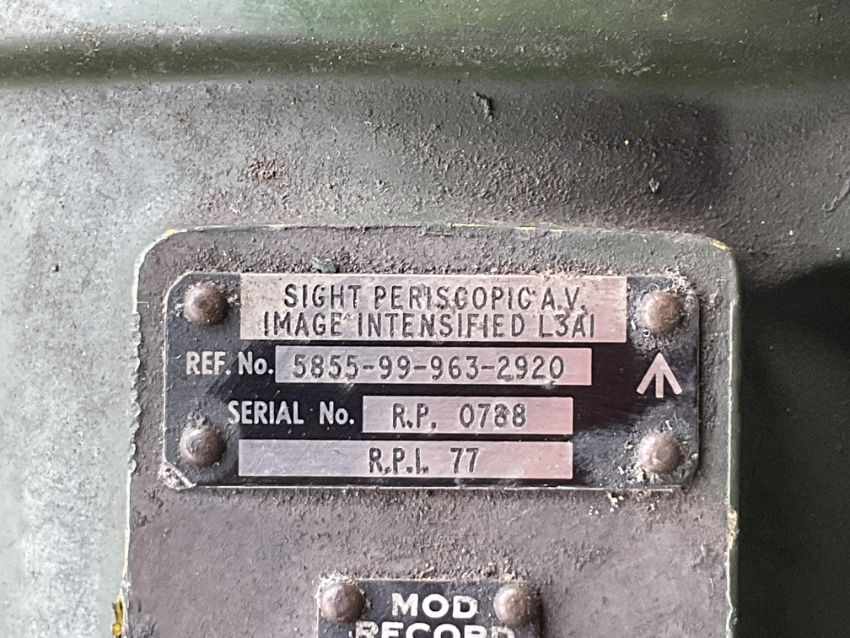 SIGHT PERISCOPIC A.V.
IMAGE INTENSIFIED L3A1
REF. No. 5855-99-963-2920
SERIAL No. R.P. 0788
R.P.I. 77
MOD
RECORD